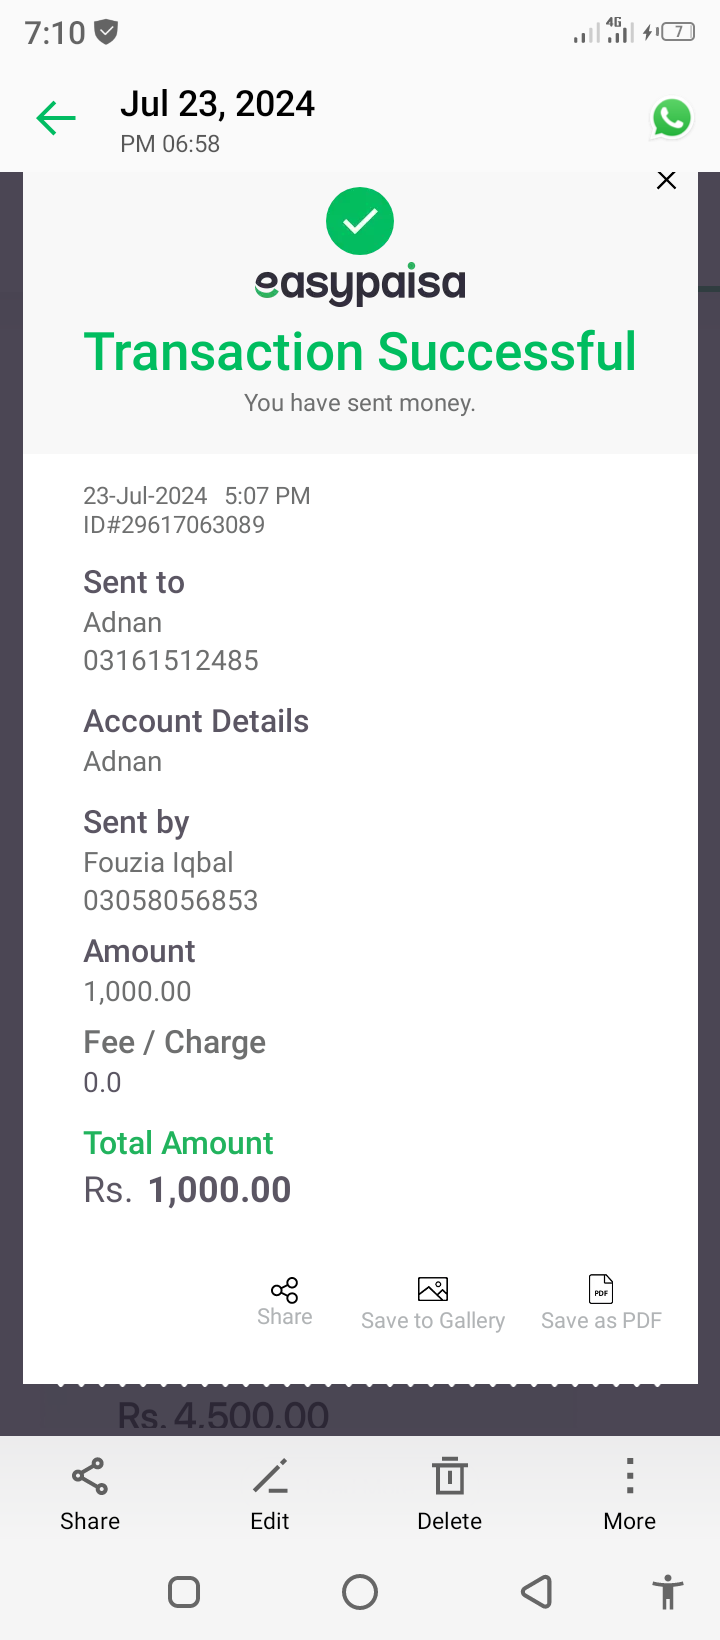 7:10
4G
7
Jul 23, 2024
PM 06:58
easypaisa
Transaction Successful
You have sent money.
23-Jul-2024 5:07 PM
ID#29617063089
Sent to
Adnan
03161512485
Account Details
Adnan
Sent by
Fouzia Iqbal
03058056853
Amount
1,000.00
Fee / Charge
0.0
Total Amount
Rs. 1,000.00
PDF
Share Save to Gallery Save as PDF
Rs. 4,500.00
Share Edit Delete More